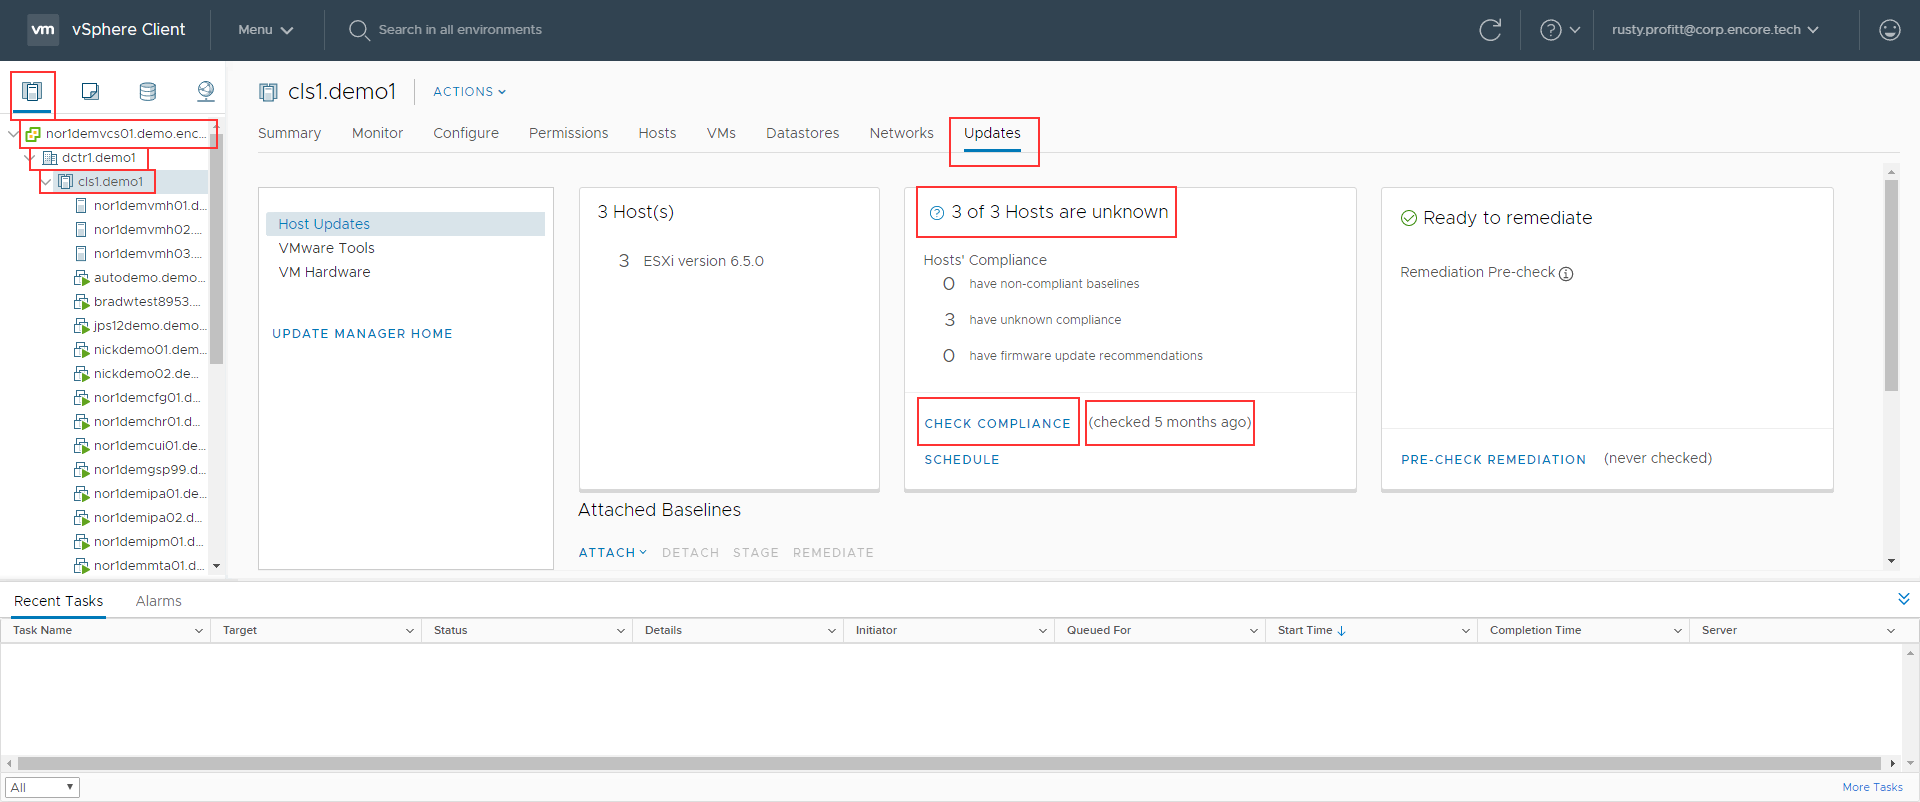 vm vSphere Client Menu Search in all environments rusty.profitt@corp.encore.tech
nor1demvcs01.demo.enc...
dctr1.demo1
cls1.demo1
nor1demvmh01.d...
nor1demvmh02....
nor1demvmh03....
autodemo.demo...
bradwtest8953....
jps12demo.demo...
nickdemo01.dem...
nickdemo02.de...
nor1demcfg01.d...
nor1demchr01.d...
nor1demcui01.de...
nor1demgsp99.d...
nor1demipa01.de...
nor1demipa02.d...
nor1demipm01.d...
nor1demmta01.d...
cls1.demo1 ACTIONS
Summary Monitor Configure Permissions Hosts VMs Datastores Networks Updates
Host Updates
VMware Tools
VM Hardware
UPDATE MANAGER HOME
3 Host(s)
3 ESXi version 6.5.0
3 of 3 Hosts are unknown
Hosts' Compliance
0 have non-compliant baselines
3 have unknown compliance
0 have firmware update recommendations
CHECK COMPLIANCE (checked 5 months ago)
SCHEDULE
Ready to remediate
Remediation Pre-check
PRE-CHECK REMEDIATION (never checked)
Attached Baselines
ATTACH DETACH STAGE REMEDIATE
Recent Tasks Alarms
Task Name Target Status Details Initiator Queued For Start Time Completion Time Server
All
More Tasks